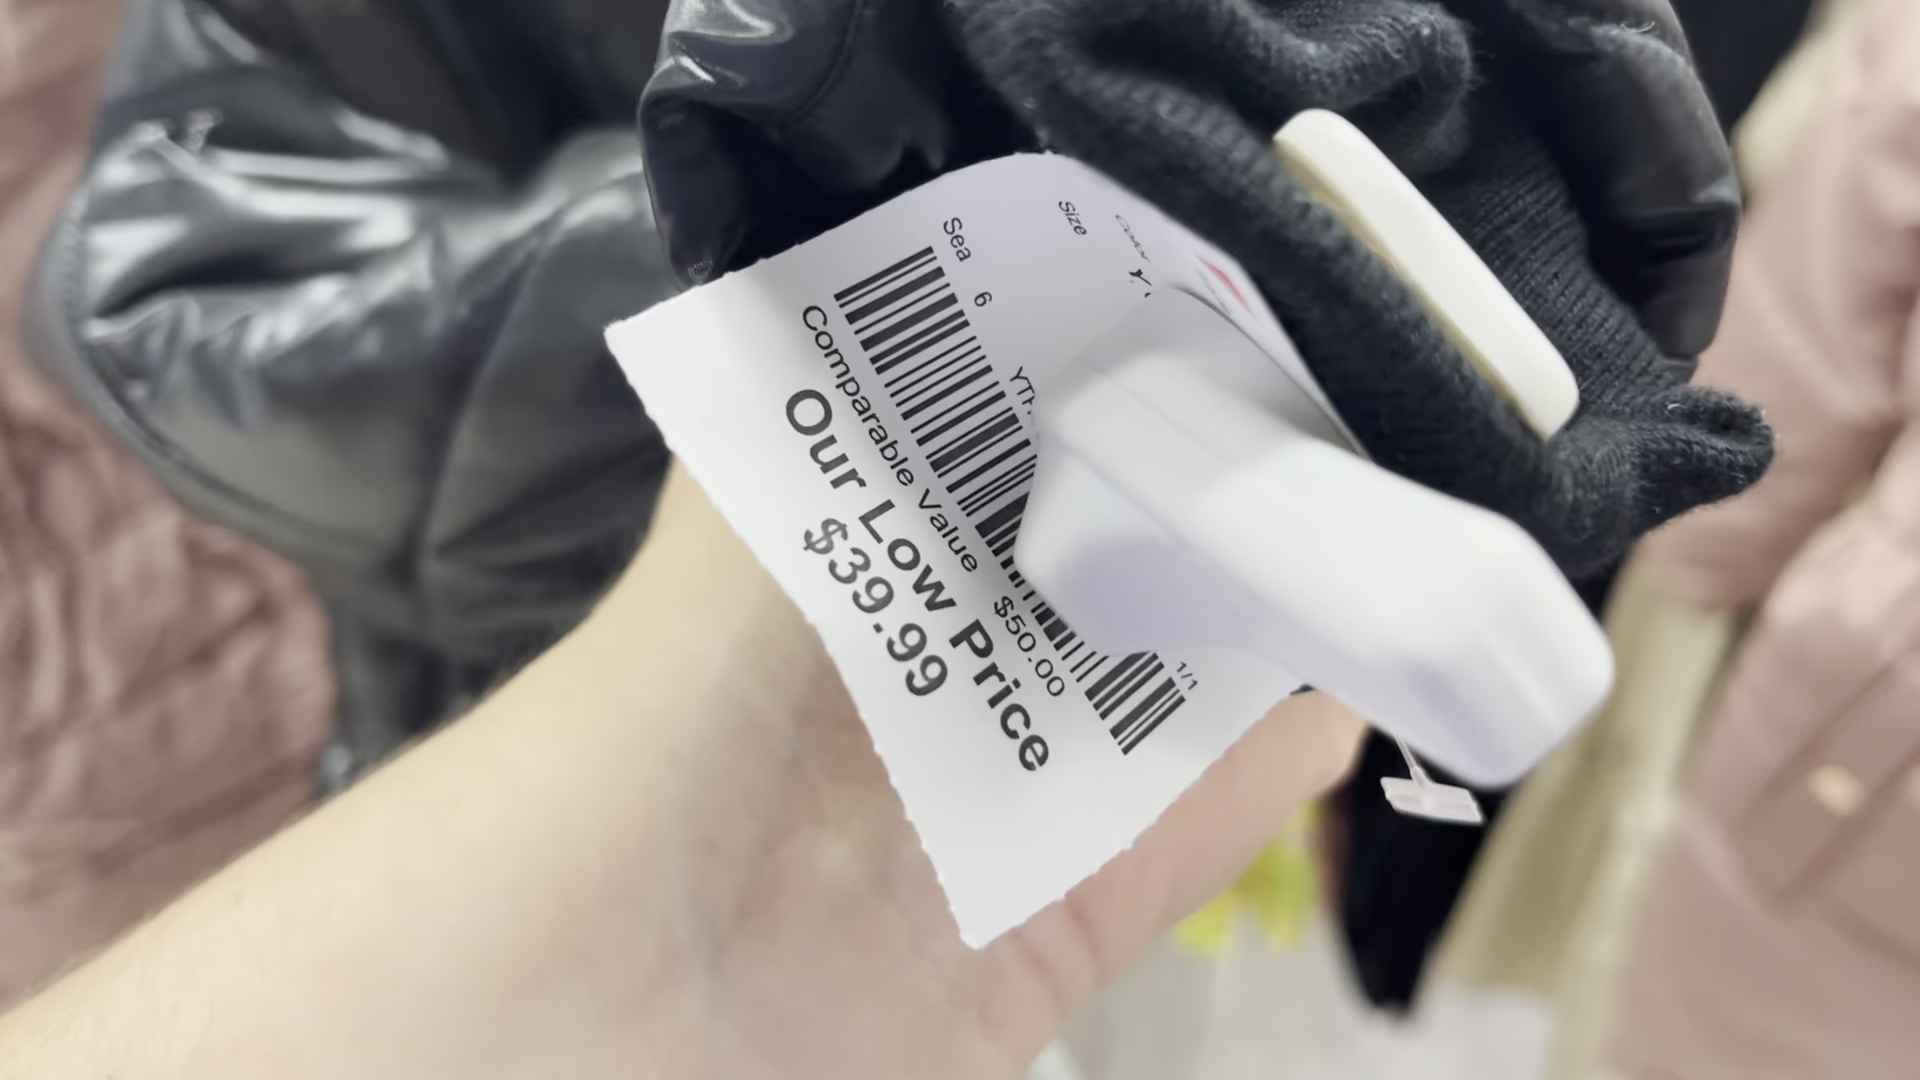 Size
Sea 6
1/1
Comparable Value $50.00
Our Low Price
$39.99